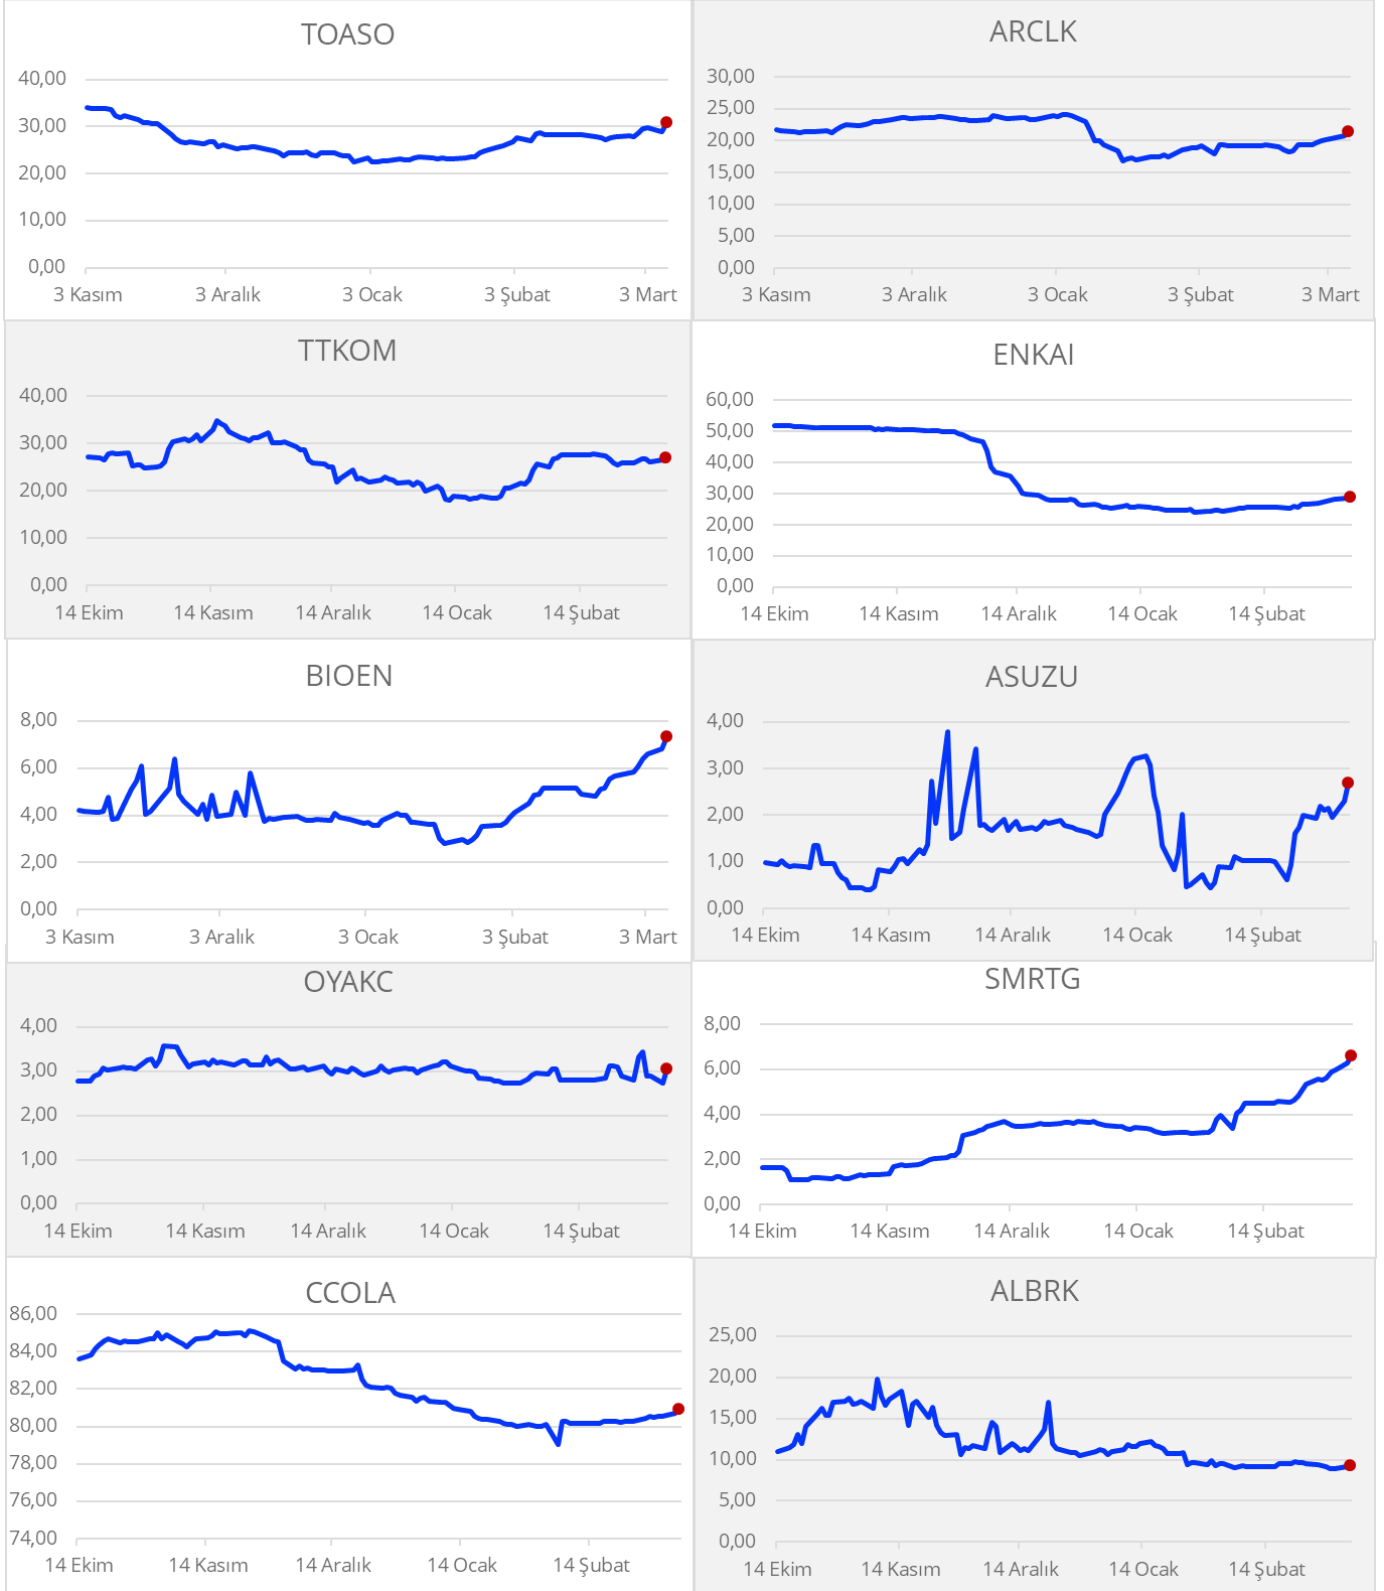 TOASO
40,00
30,00
20,00
10,00
0,00
3 Kasım 3 Aralık 3 Ocak 3 Şubat 3 Mart
ARCLK
30,00
25,00
20,00
15,00
10,00
5,00
0,00
3 Kasım 3 Aralık 3 Ocak 3 Şubat 3 Mart
TTKOM
40,00
30,00
20,00
10,00
0,00
14 Ekim 14 Kasım 14 Aralık 14 Ocak 14 Şubat
ENKAI
60,00
50,00
40,00
30,00
20,00
10,00
0,00
14 Ekim 14 Kasım 14 Aralık 14 Ocak 14 Şubat
BIOEN
8,00
6,00
4,00
2,00
0,00
3 Kasım 3 Aralık 3 Ocak 3 Şubat 3 Mart
ASUZU
4,00
3,00
2,00
1,00
0,00
14 Ekim 14 Kasım 14 Aralık 14 Ocak 14 Şubat
OYAKC
4,00
3,00
2,00
1,00
0,00
14 Ekim 14 Kasım 14 Aralık 14 Ocak 14 Şubat
SMRTG
8,00
6,00
4,00
2,00
0,00
14 Ekim 14 Kasım 14 Aralık 14 Ocak 14 Şubat
CCOLA
86,00
84,00
82,00
80,00
78,00
76,00
74,00
14 Ekim 14 Kasım 14 Aralık 14 Ocak 14 Şubat
ALBRK
25,00
20,00
15,00
10,00
5,00
0,00
14 Ekim 14 Kasım 14 Aralık 14 Ocak 14 Şubat